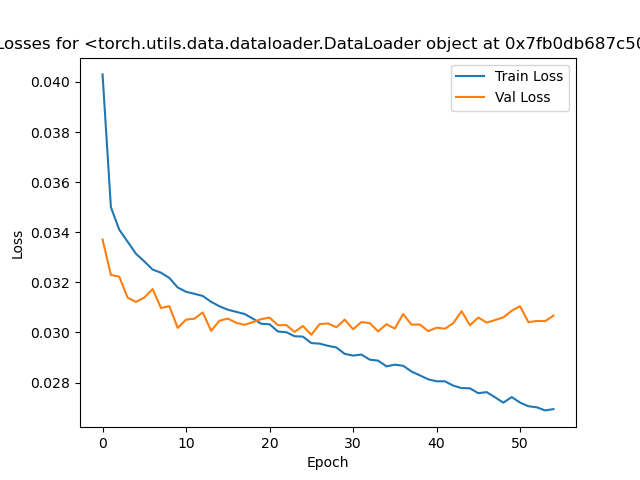 Losses for <torch.utils.data.dataloader.DataLoader object at 0x7fb0db687c50
Train Loss
Val Loss
0.040
0.038
0.036
0.034
0.032
0.030
0.028
Loss
0
10
20
30
40
50
Epoch